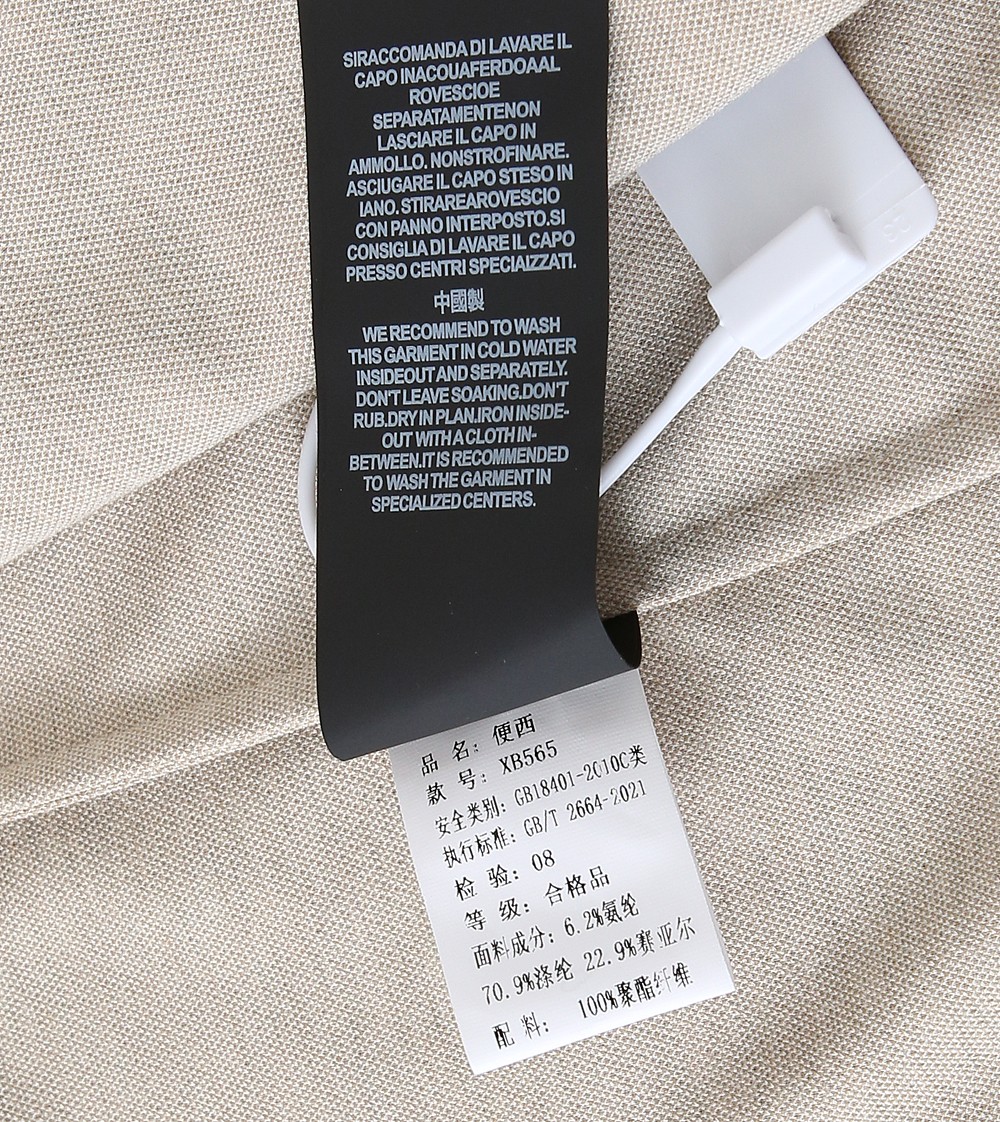 SIRACCOMANDA DI LAVARE IL
CAPO INACOUAFERDOAAL
ROVESCIOE
SEPARATAMENTENON
LASCIARE IL CAPO IN
AMMOLLO. NONSTROFINARE.
ASCIUGARE IL CAPO STESO IN
IANO. STIRAREAROVESCIO
CON PANNO INTERPOSTO.SI
CONSIGLIA DI LAVARE IL CAPO
PRESSO CENTRI SPECIAIZZATI.
中國製
WE RECOMMEND TO WASH
THIS GARMENT IN COLD WATER
INSIDEOUT AND SEPARATELY.
DON'T LEAVE SOAKING.DON'T
RUB.DRY IN PLAN.IRON INSIDE-
OUT WITH A CLOTH IN-
BETWEEN.IT IS RECOMMENDED
TO WASH THE GARMENT IN
SPECIALIZED CENTERS.
品 名: 便西
款 号: XB565
安全类别: GB18401-2010C类
执行标准: GB/T 2664-2021
检 验: 08
等 级: 合格品
面料成分: 6.2%氨纶
70.9%涤纶 22.9%赛亚尔
配 料: 100%聚酯纤维